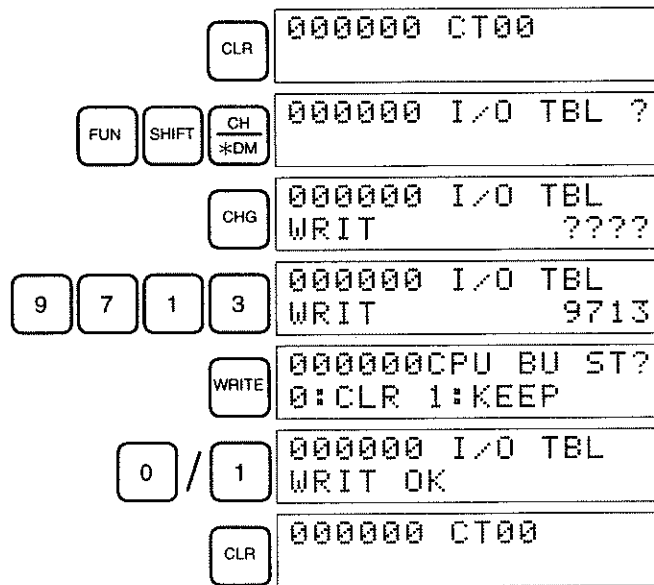 CLR
000000 CT00
FUN SHIFT CH
*DM
000000 I/O TBL ?
CHG
000000 I/O TBL
WRIT ????
9 7 1 3
000000 I/O TBL
WRIT 9713
WRITE
000000CPU BU ST?
0:CLR 1:KEEP
0 / 1
000000 I/O TBL
WRIT OK
CLR
000000 CT00